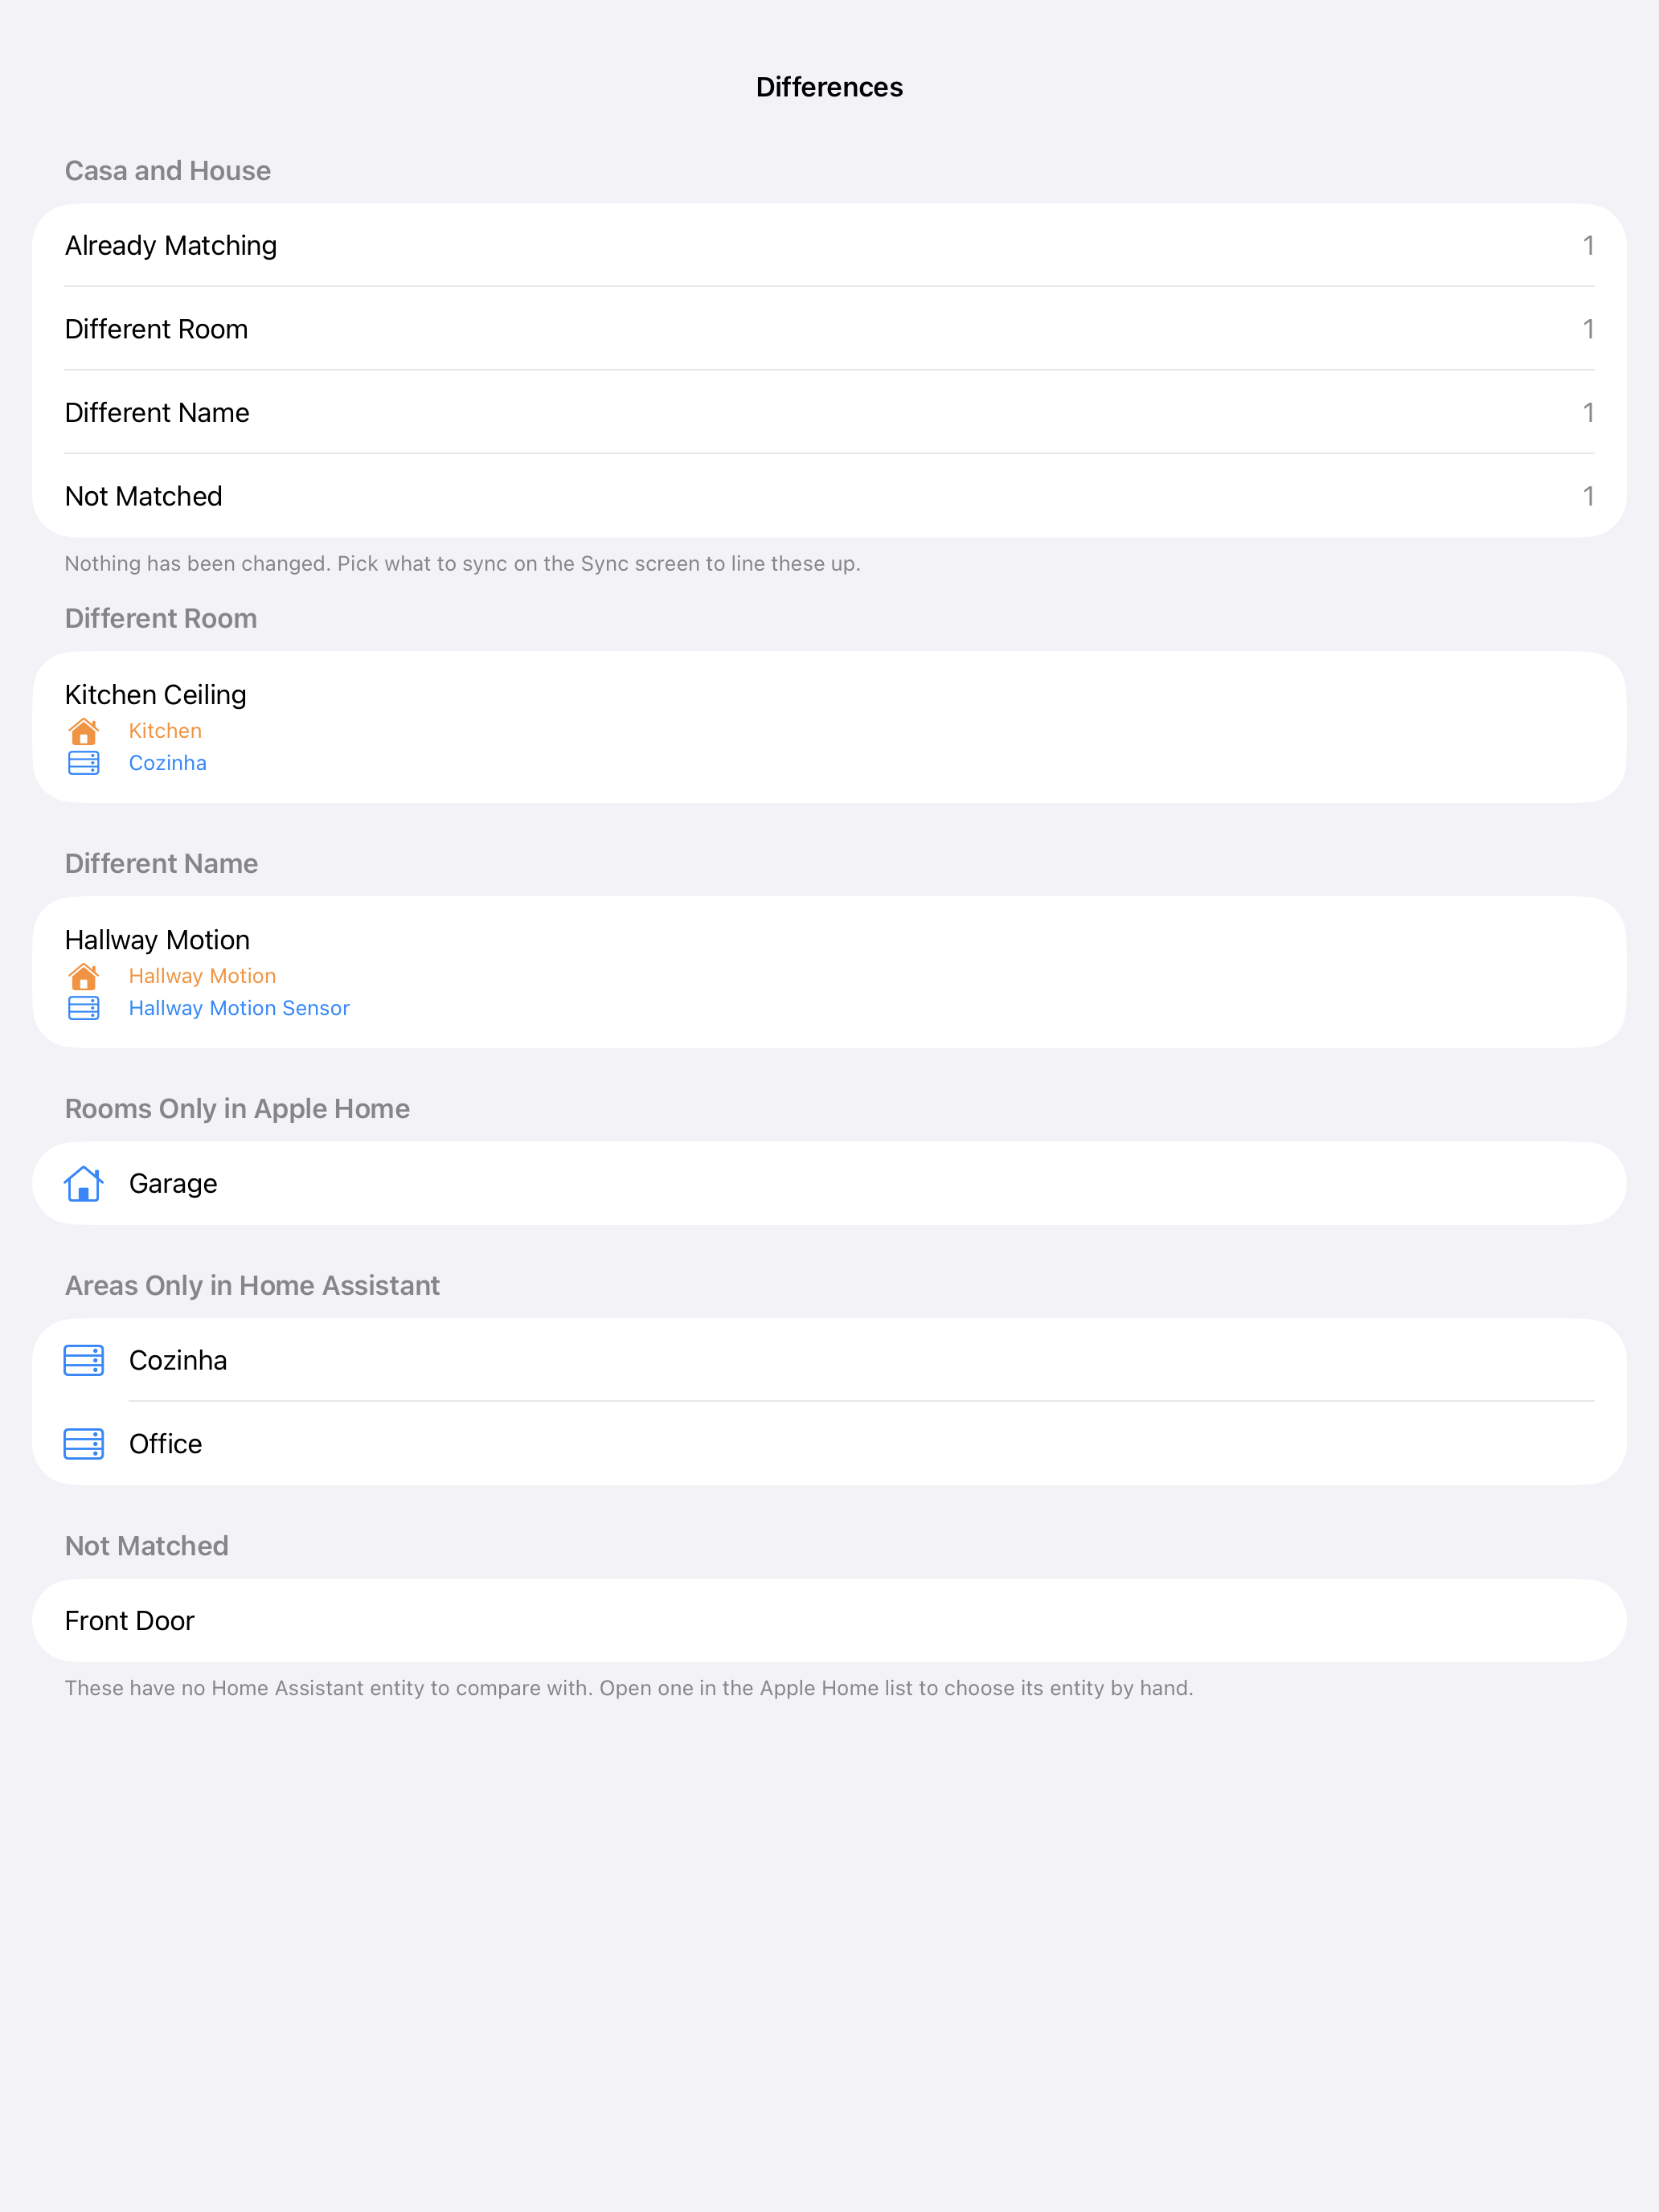 Differences
Casa and House
Already Matching 1
Different Room 1
Different Name 1
Not Matched 1
Nothing has been changed. Pick what to sync on the Sync screen to line these up.
Different Room
Kitchen Ceiling
Kitchen
Cozinha
Different Name
Hallway Motion
Hallway Motion
Hallway Motion Sensor
Rooms Only in Apple Home
Garage
Areas Only in Home Assistant
Cozinha
Office
Not Matched
Front Door
These have no Home Assistant entity to compare with. Open one in the Apple Home list to choose its entity by hand.